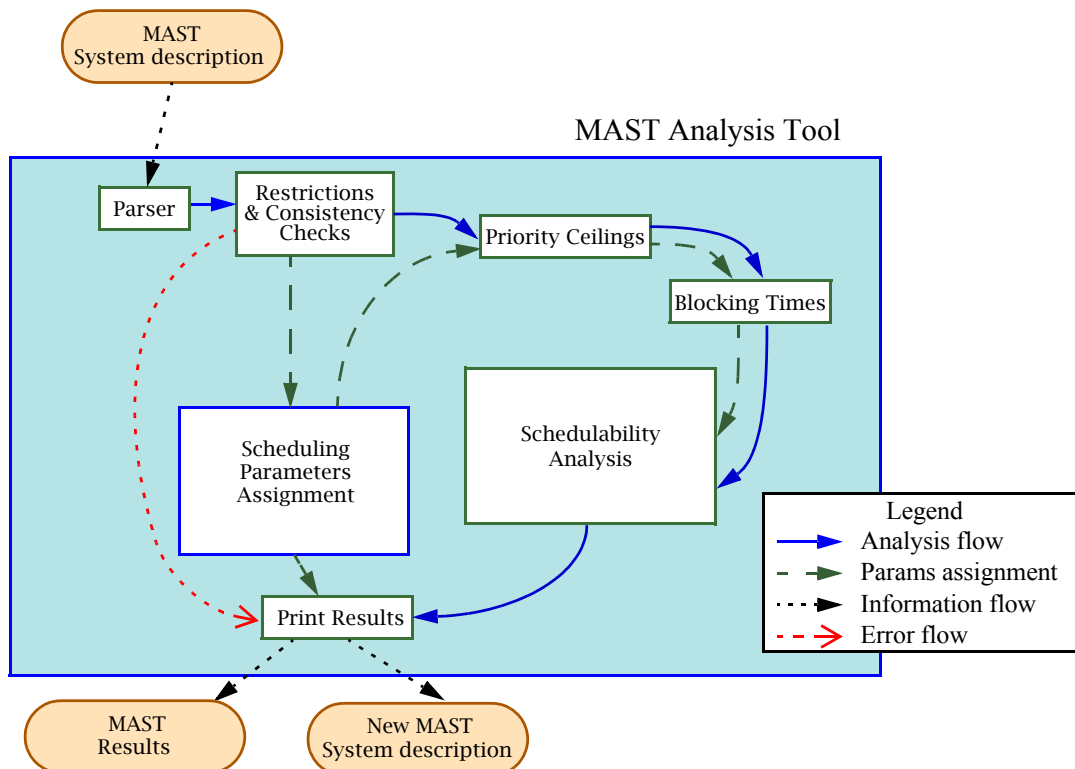 MAST
System description
MAST Analysis Tool
Parser
Restrictions
& Consistency
Checks
Priority Ceilings
Blocking Times
Scheduling
Parameters
Assignment
Schedulability
Analysis
Legend
Analysis flow
Params assignment
Information flow
Error flow
Print Results
MAST
Results
New MAST
System description